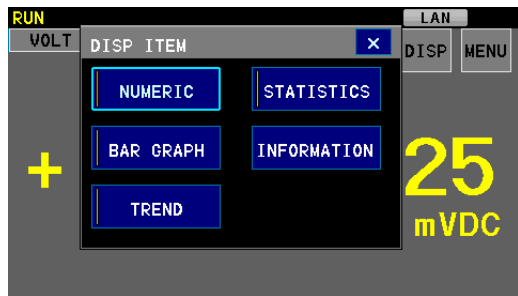 RUN LAN
VOLT DISP MENU
DISP ITEM ×
NUMERIC STATISTICS
BAR GRAPH INFORMATION
TREND
+ 25
mVDC